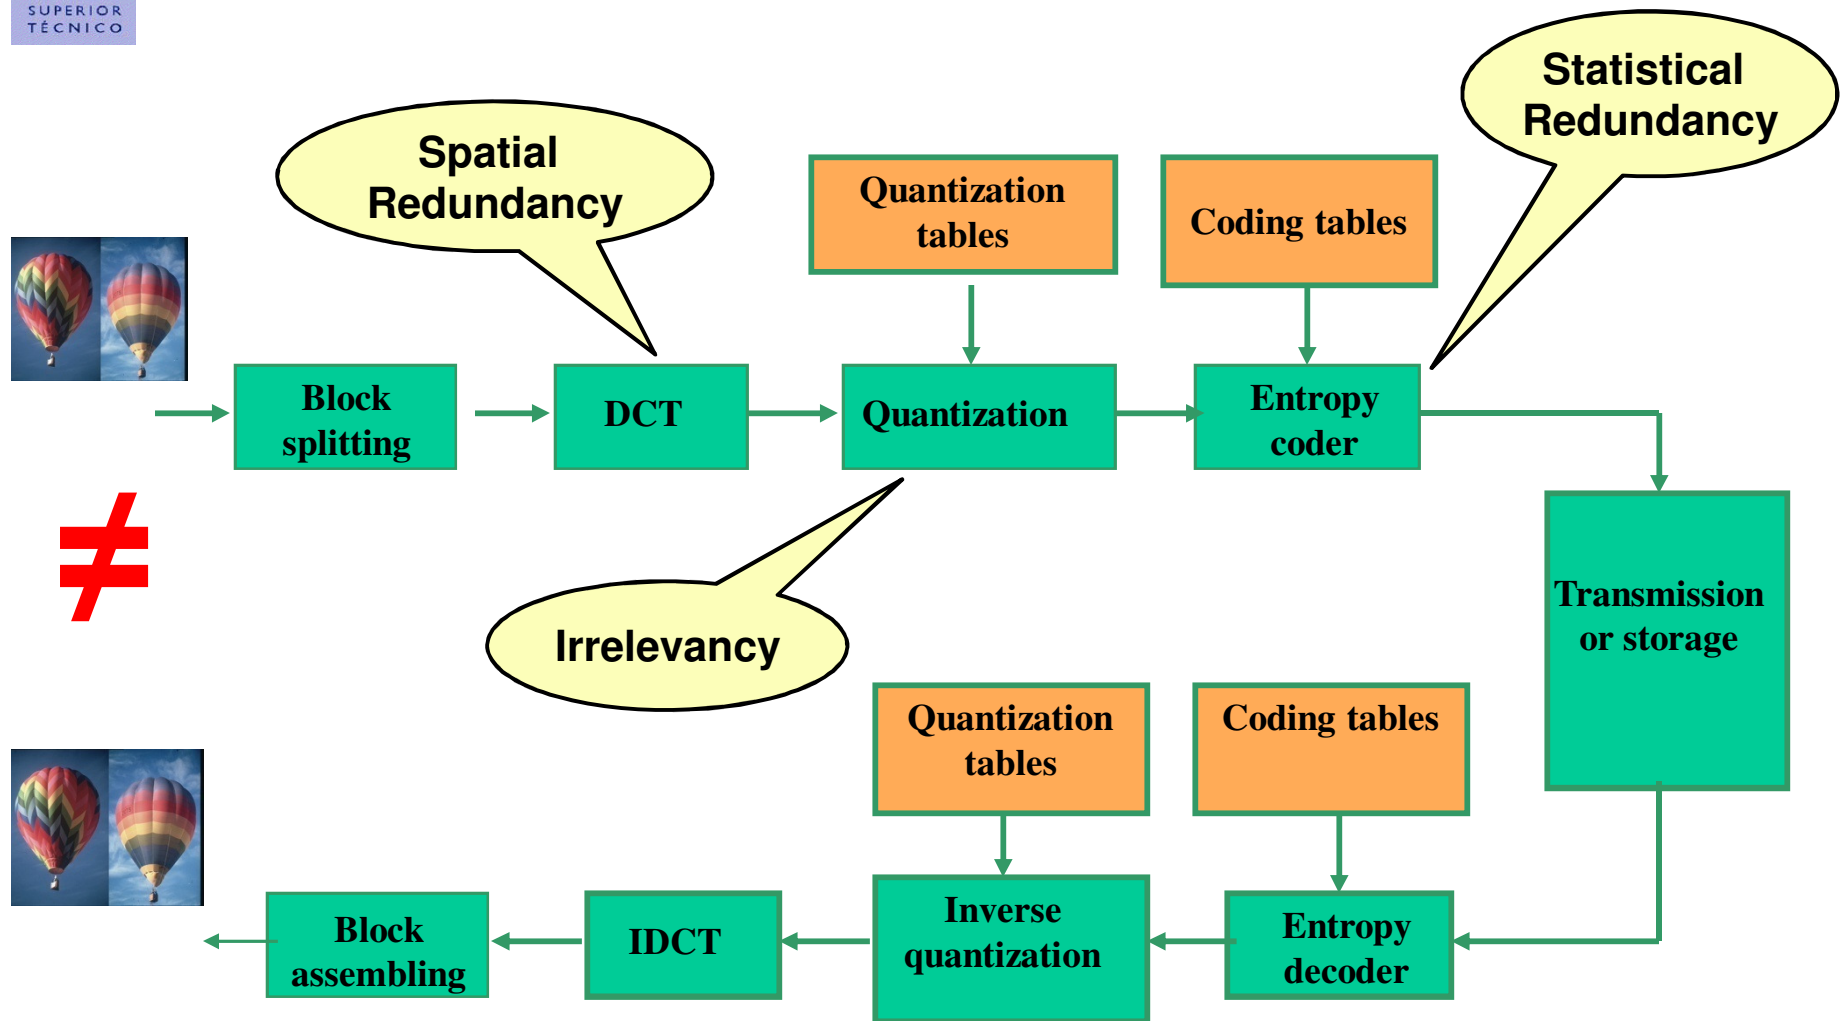 SUPERIOR
TÉCNICO
Statistical
Redundancy
Spatial
Redundancy
Quantization
tables
Coding tables
Block
splitting
DCT
Quantization
Entropy
coder
≠
Transmission
or storage
Irrelevancy
Quantization
tables
Coding tables
Block
assembling
IDCT
Inverse
quantization
Entropy
decoder